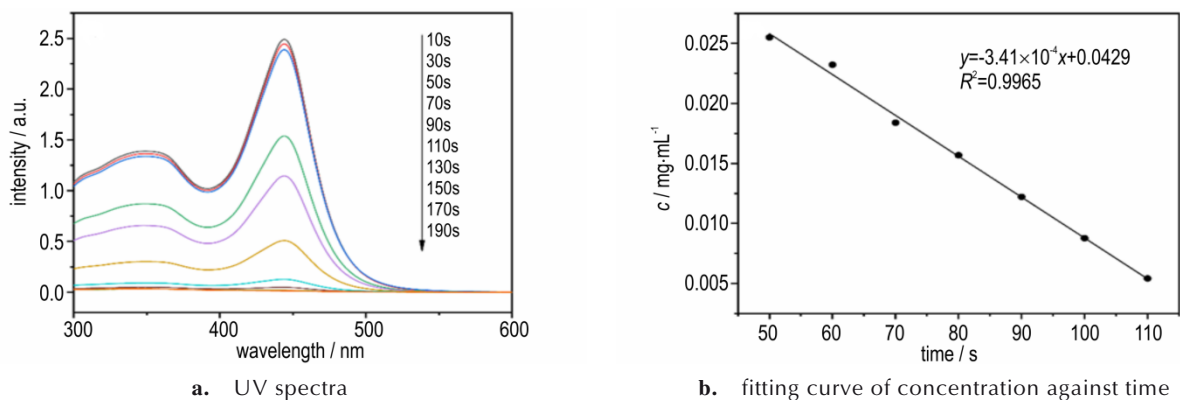 2.5
2.0
1.5
1.0
0.5
0.0
intensity / a.u.
10s
30s
50s
70s
90s
110s
130s
150s
170s
190s
300
400
500
600
wavelength / nm
a. UV spectra
0.025
0.020
0.015
0.010
0.005
c / mg·mL⁻¹
y=-3.41×10⁻⁴x+0.0429
R²=0.9965
50
60
70
80
90
100
110
time / s
b. fitting curve of concentration against time